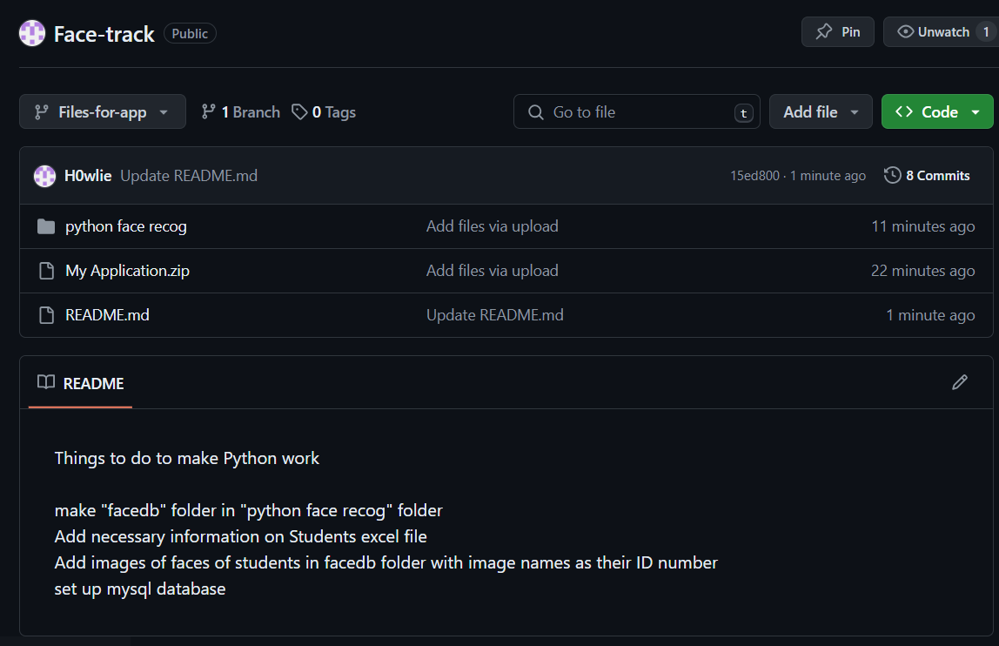 Face-track Public Pin Unwatch 1
Files-for-app 1 Branch 0 Tags Go to file t Add file Code
H0wlie Update README.md 15ed800 · 1 minute ago 8 Commits
python face recog Add files via upload 11 minutes ago
My Application.zip Add files via upload 22 minutes ago
README.md Update README.md 1 minute ago
README
Things to do to make Python work
make "facedb" folder in "python face recog" folder
Add necessary information on Students excel file
Add images of faces of students in facedb folder with image names as their ID number
set up mysql database